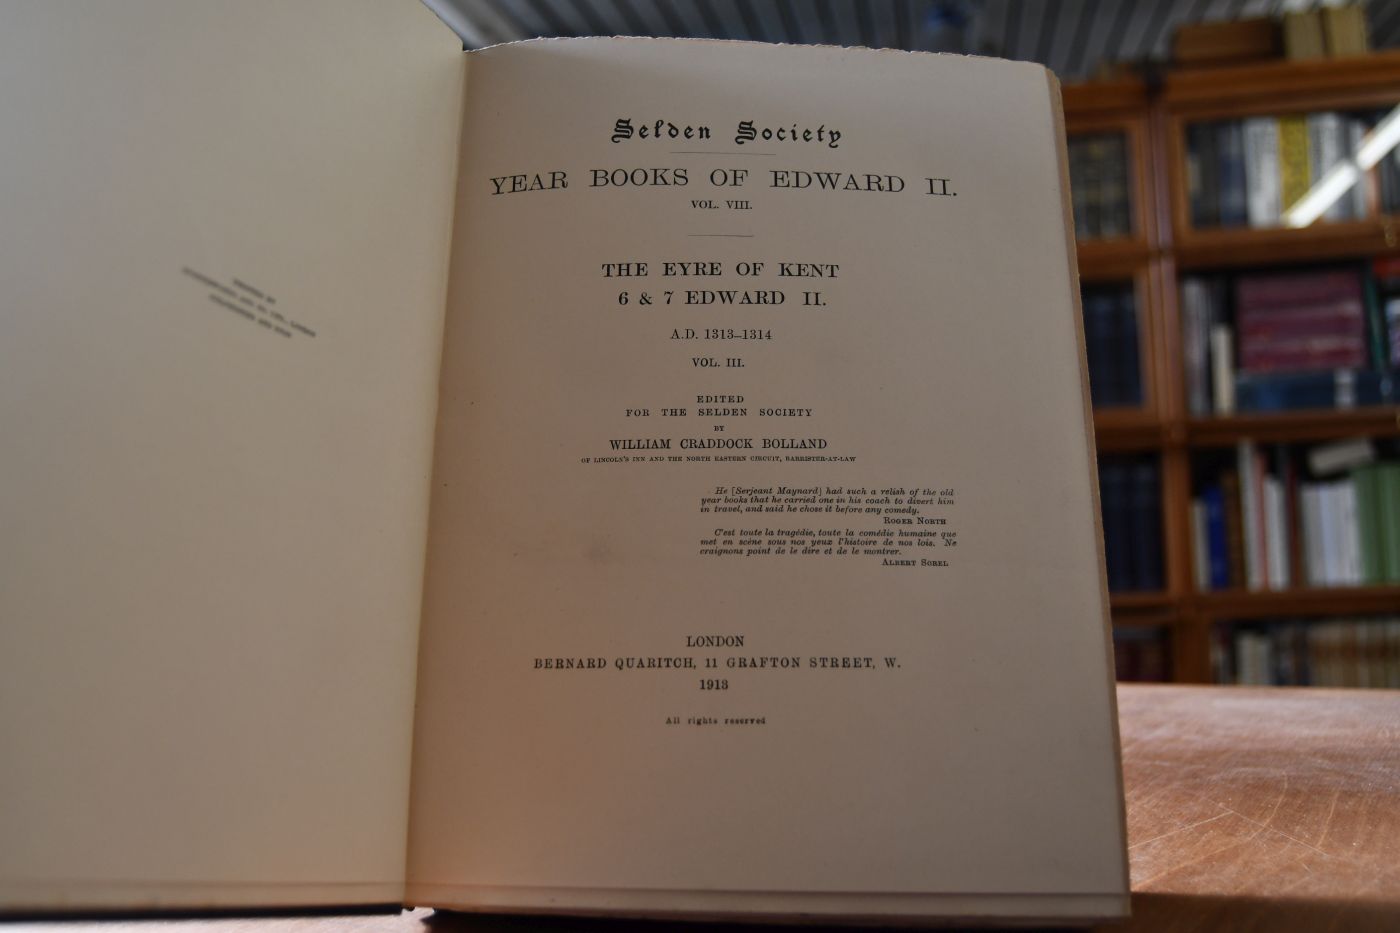 PRINTED BY
Selden Society
YEAR BOOKS OF EDWARD II.
VOL. VIII.
THE EYRE OF KENT
6 & 7 EDWARD II.
A.D. 1313–1314
VOL. III.
EDITED
FOR THE SELDEN SOCIETY
BY
WILLIAM CRADDOCK BOLLAND
OF LINCOLN'S INN AND THE NORTH EASTERN CIRCUIT, BARRISTER-AT-LAW
He [Serjeant Maynard] had such a relish of the old
year books that he carried one in his coach to divert him
in travel, and said he chose it before any comedy.
ROGER NORTH
C'est toute la tragédie, toute la comédie humaine que
met en scène sous nos yeux l'histoire de nos lois. Ne
craignons point de le dire et de le montrer.
ALBERT SOREL
LONDON
BERNARD QUARITCH, 11 GRAFTON STREET, W.
1913
All rights reserved